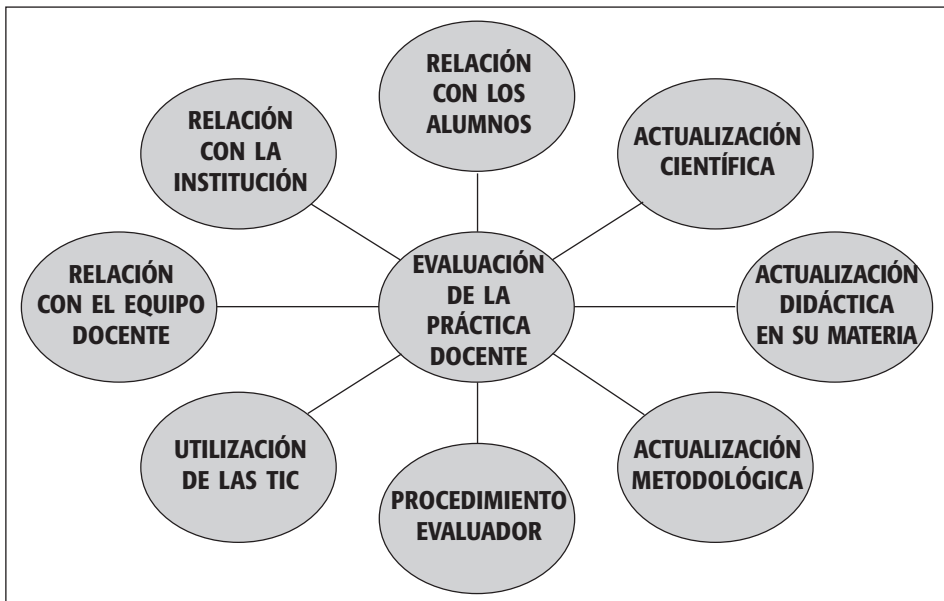 RELACIÓN
CON LOS
ALUMNOS
RELACIÓN
CON LA
INSTITUCIÓN
ACTUALIZACIÓN
CIENTÍFICA
RELACIÓN
CON EL EQUIPO
DOCENTE
EVALUACIÓN
DE LA
PRÁCTICA
DOCENTE
ACTUALIZACIÓN
DIDÁCTICA
EN SU MATERIA
UTILIZACIÓN
DE LAS TIC
PROCEDIMIENTO
EVALUADOR
ACTUALIZACIÓN
METODOLÓGICA